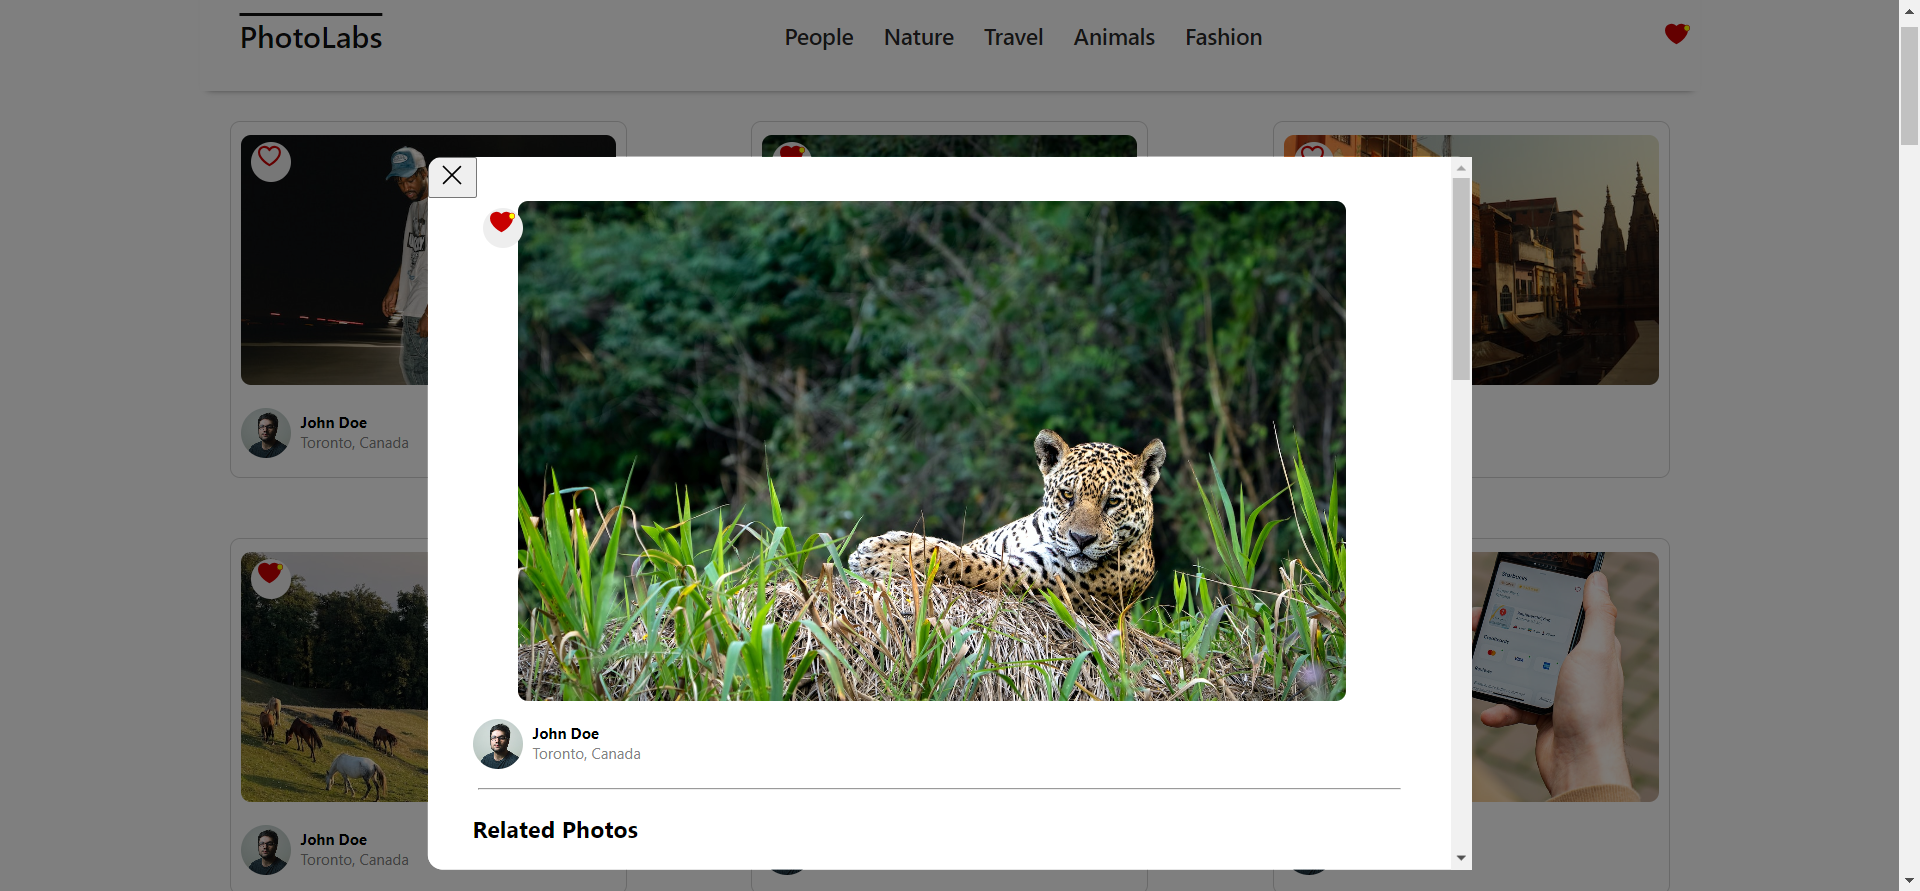 PhotoLabs
People Nature Travel Animals Fashion
John Doe
Toronto, Canada
John Doe
Toronto, Canada
Related Photos
John Doe
Toronto, Canada